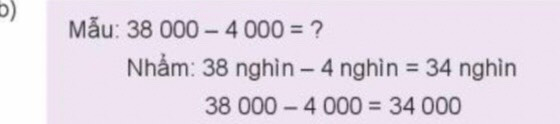 b)
Mẫu: 38 000 – 4 000 = ?
Nhẩm: 38 nghìn – 4 nghìn = 34 nghìn
38 000 – 4 000 = 34 000